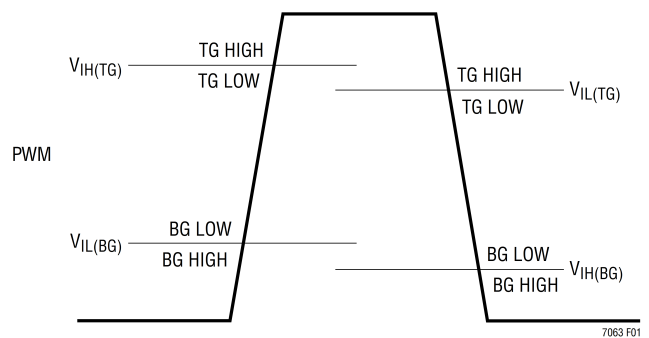 TG HIGH
V_IH(TG)
TG LOW
TG HIGH
V_IL(TG)
TG LOW
PWM
BG LOW
V_IL(BG)
BG HIGH
BG LOW
V_IH(BG)
BG HIGH
7063 F01